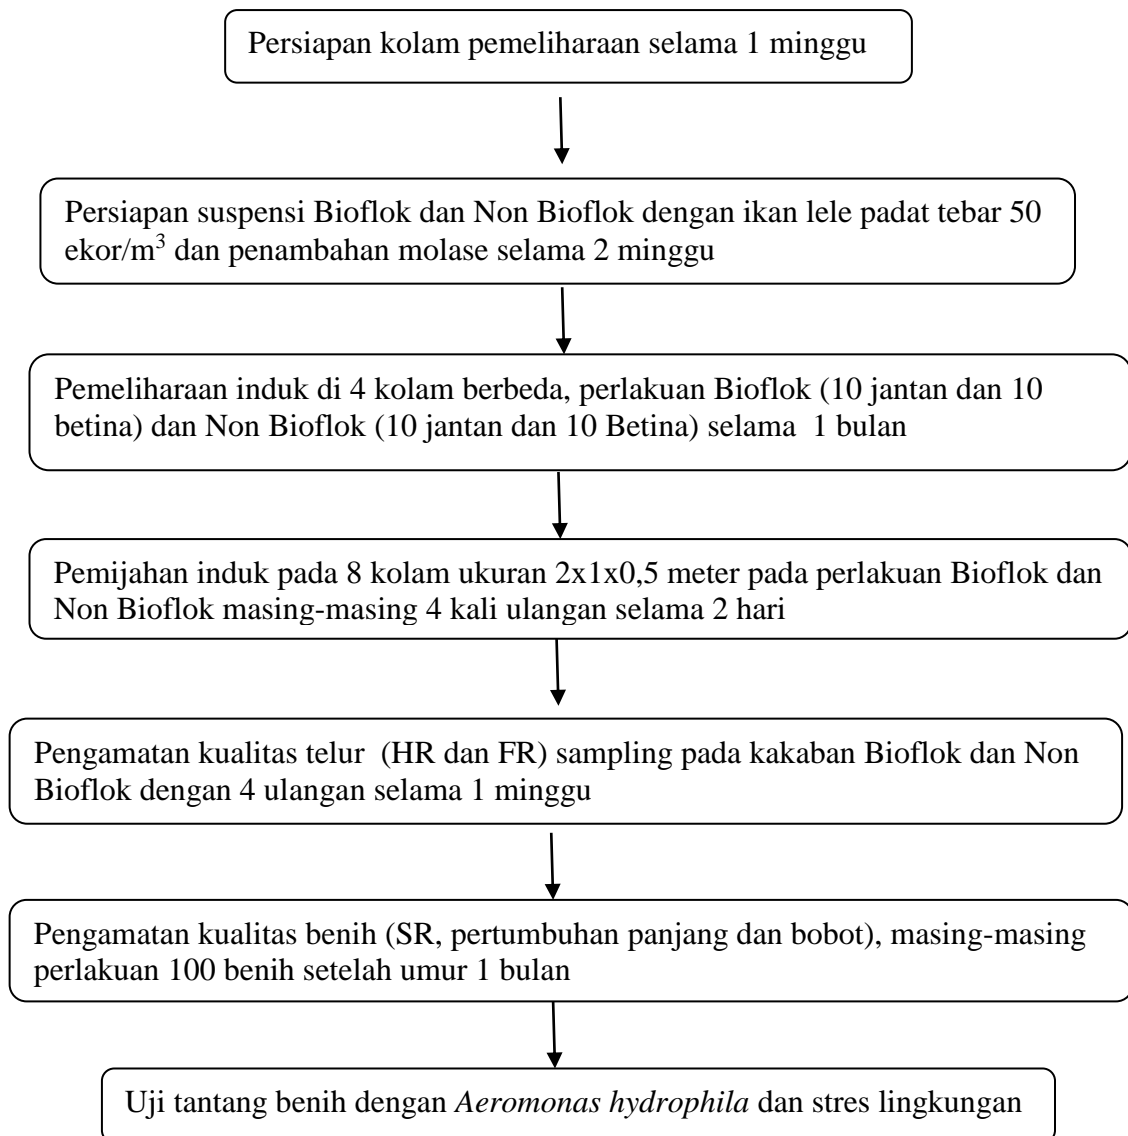 Persiapan kolam pemeliharaan selama 1 minggu
Persiapan suspensi Bioflok dan Non Bioflok dengan ikan lele padat tebar 50
ekor/m³ dan penambahan molase selama 2 minggu
Pemeliharaan induk di 4 kolam berbeda, perlakuan Bioflok (10 jantan dan 10
betina) dan Non Bioflok (10 jantan dan 10 Betina) selama 1 bulan
Pemijahan induk pada 8 kolam ukuran 2x1x0,5 meter pada perlakuan Bioflok dan
Non Bioflok masing-masing 4 kali ulangan selama 2 hari
Pengamatan kualitas telur (HR dan FR) sampling pada kakaban Bioflok dan Non
Bioflok dengan 4 ulangan selama 1 minggu
Pengamatan kualitas benih (SR, pertumbuhan panjang dan bobot), masing-masing
perlakuan 100 benih setelah umur 1 bulan
Uji tantang benih dengan Aeromonas hydrophila dan stres lingkungan